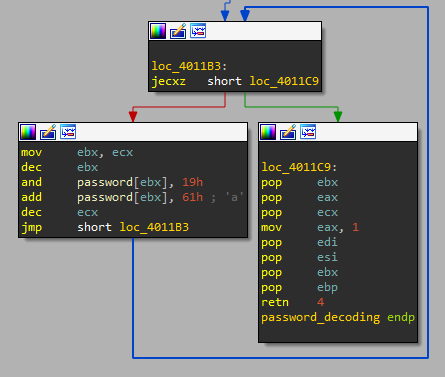 loc_4011B3:
jecxz short loc_4011C9
mov ebx, ecx
dec ebx
and password[ebx], 19h
add password[ebx], 61h ; 'a'
dec ecx
jmp short loc_4011B3
loc_4011C9:
pop ebx
pop eax
pop ecx
mov eax, 1
pop edi
pop esi
pop ebx
pop ebp
retn 4
password_decoding endp